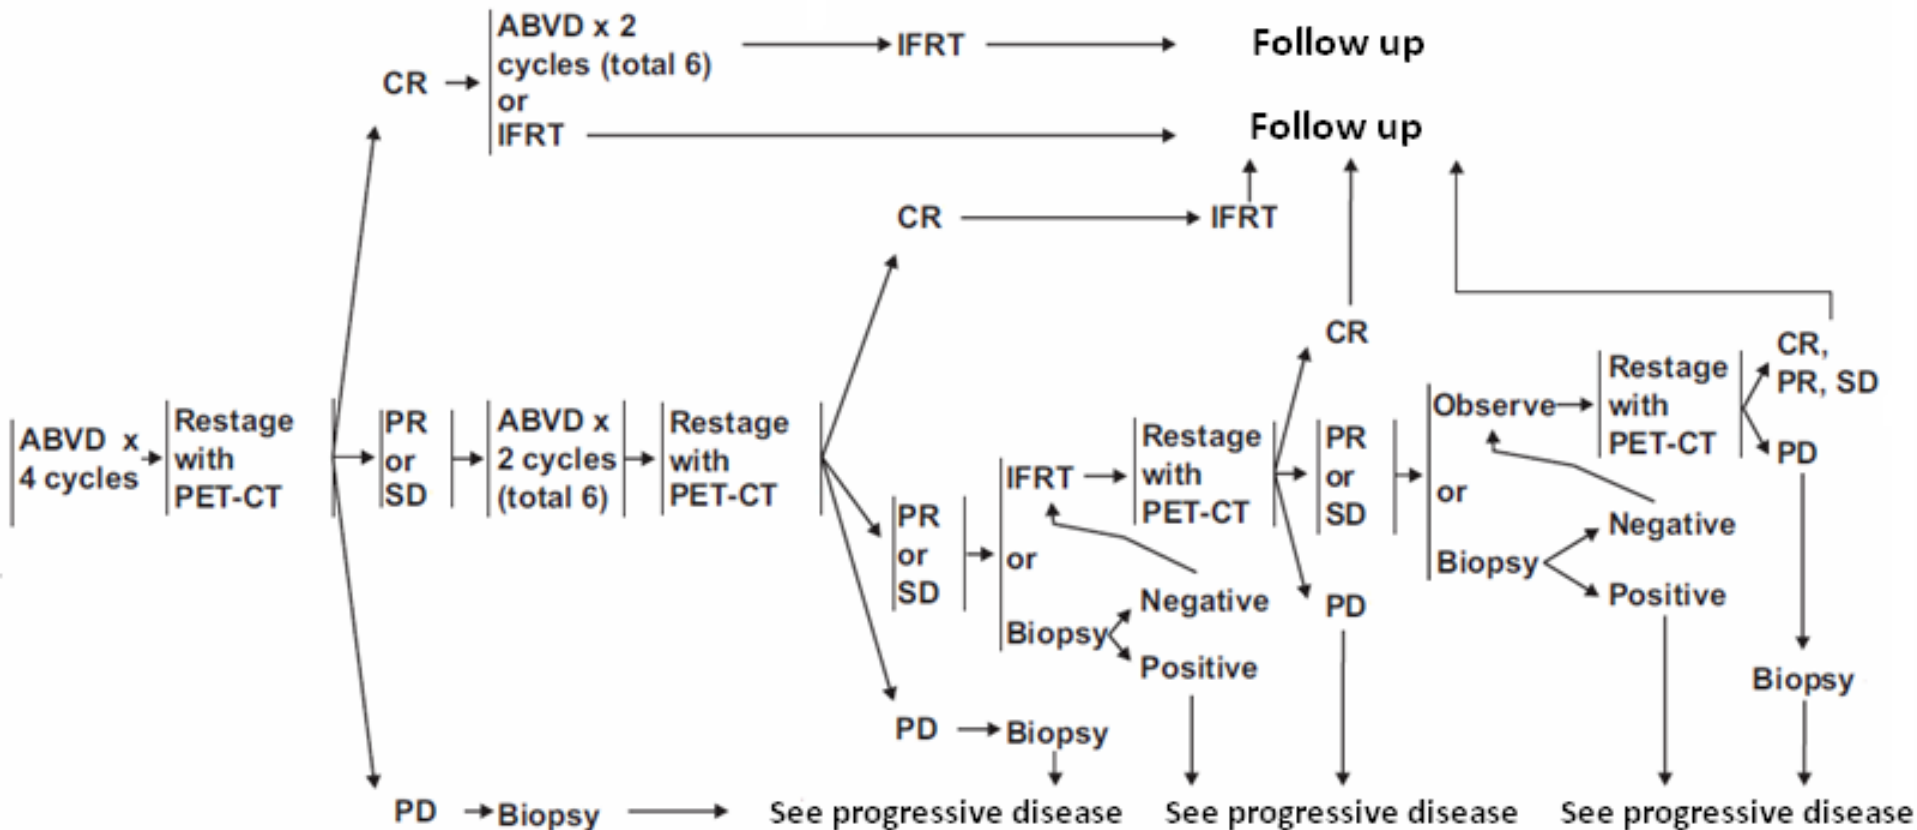 ABVD x
4 cycles
Restage
with
PET-CT
CR
ABVD x 2
cycles (total 6)
or
IFRT
IFRT
Follow up
Follow up
PR
or
SD
ABVD x
2 cycles
(total 6)
Restage
with
PET-CT
CR
IFRT
PR
or
SD
IFRT
or
Biopsy
Negative
Positive
Restage
with
PET-CT
CR
PR
or
SD
PD
Observe
or
Biopsy
Negative
Positive
Restage
with
PET-CT
CR,
PR, SD
PD
Biopsy
PD
Biopsy
PD
Biopsy
See progressive disease
See progressive disease
See progressive disease